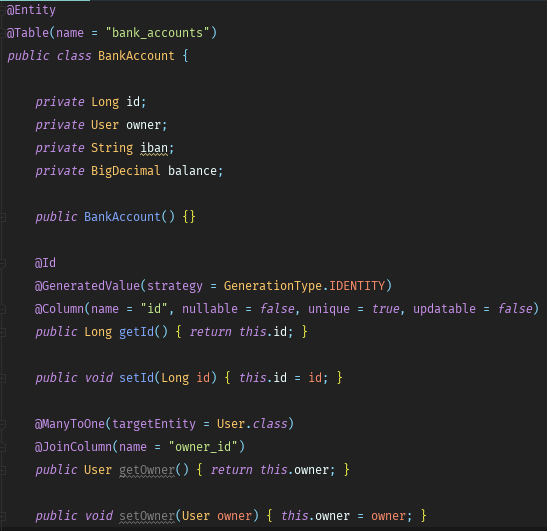 @Entity
@Table(name = "bank_accounts")
public class BankAccount {
private Long id;
private User owner;
private String iban;
private BigDecimal balance;
public BankAccount() {}
@Id
@GeneratedValue(strategy = GenerationType.IDENTITY)
@Column(name = "id", nullable = false, unique = true, updatable = false)
public Long getId() { return this.id; }
public void setId(Long id) { this.id = id; }
@ManyToOne(targetEntity = User.class)
@JoinColumn(name = "owner_id")
public User getOwner() { return this.owner; }
public void setOwner(User owner) { this.owner = owner; }